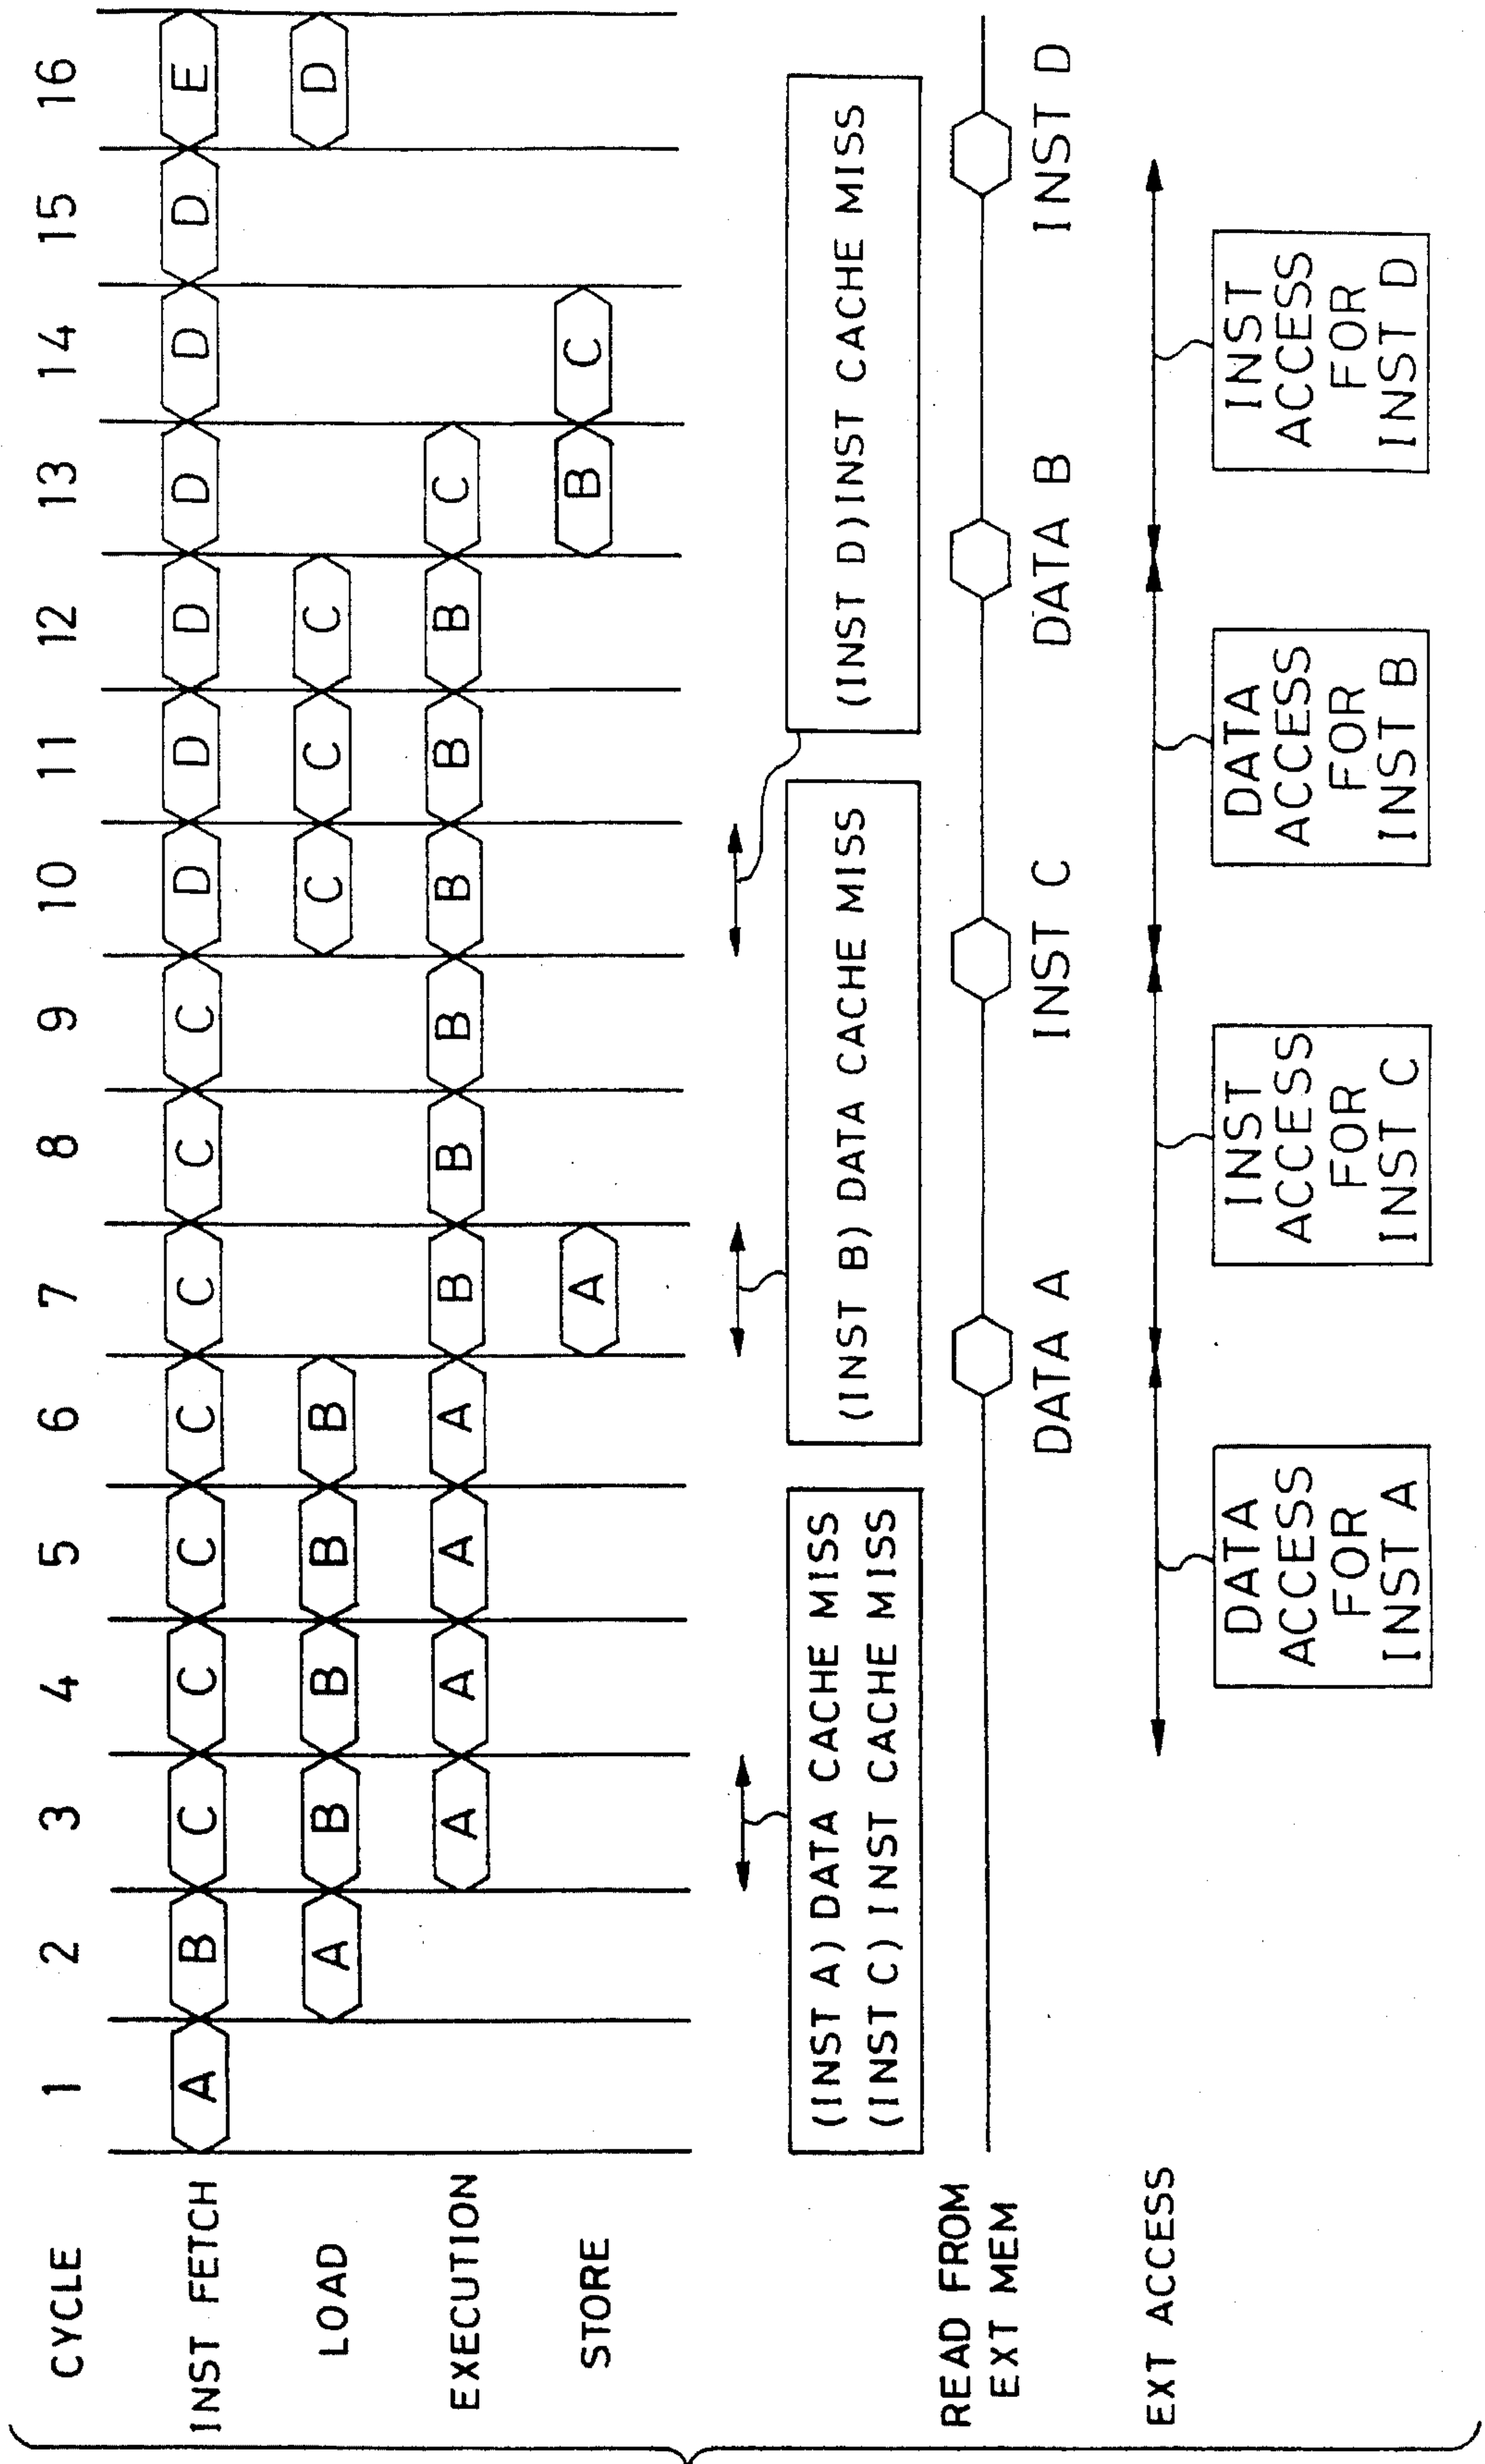 CYCLE 1 2 3 4 5 6 7 8 9 10 11 12 13 14 15 16
INST FETCH A B C C C C C C C D D D D D D E
LOAD A B B B B C C C D
EXECUTION A A A A B B B B B B C
STORE A B C
(INST A) DATA CACHE MISS
(INST C) INST CACHE MISS
(INST B) DATA CACHE MISS
(INST D) INST CACHE MISS
READ FROM
EXT MEM
DATA A INST C DATA B INST D
EXT ACCESS
DATA
ACCESS
FOR
INST A
INST
ACCESS
FOR
INST C
DATA
ACCESS
FOR
INST B
INST
ACCESS
FOR
INST D